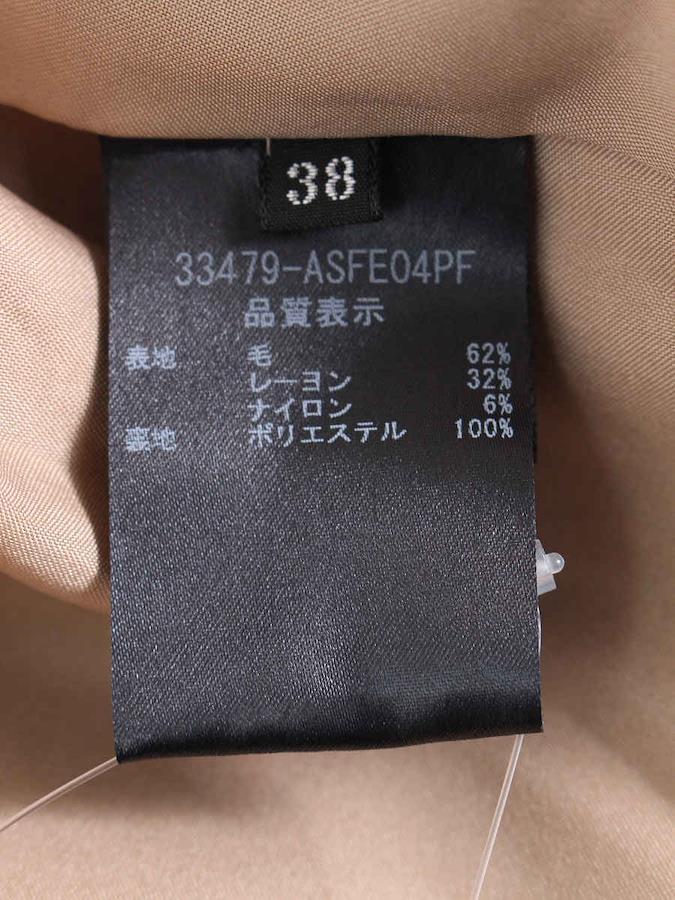 38
33479-ASFE04PF
品質表示
表地 毛 62%
レーヨン 32%
ナイロン 6%
裏地 ポリエステル 100%